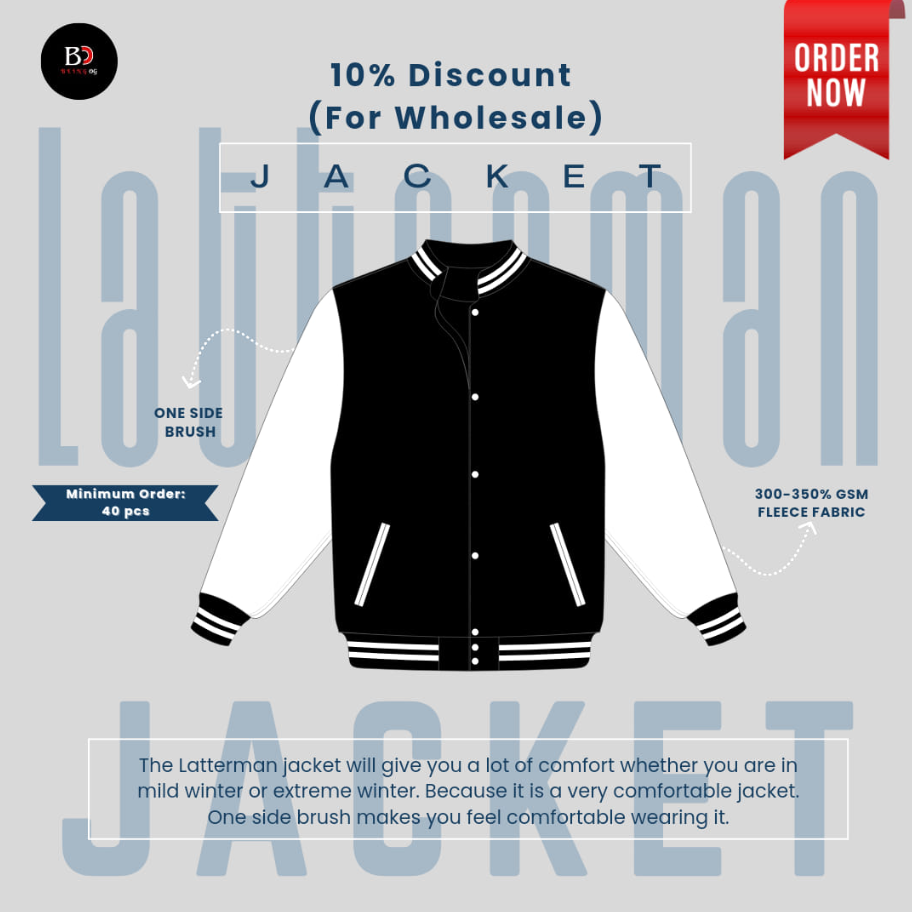 BD
ORDER
NOW
10% Discount
(For Wholesale)
JACKET
Latterman
ONE SIDE
BRUSH
Minimum Order:
40 pcs
300-350% GSM
FLEECE FABRIC
JACKET
The Latterman jacket will give you a lot of comfort whether you are in
mild winter or extreme winter. Because it is a very comfortable jacket.
One side brush makes you feel comfortable wearing it.